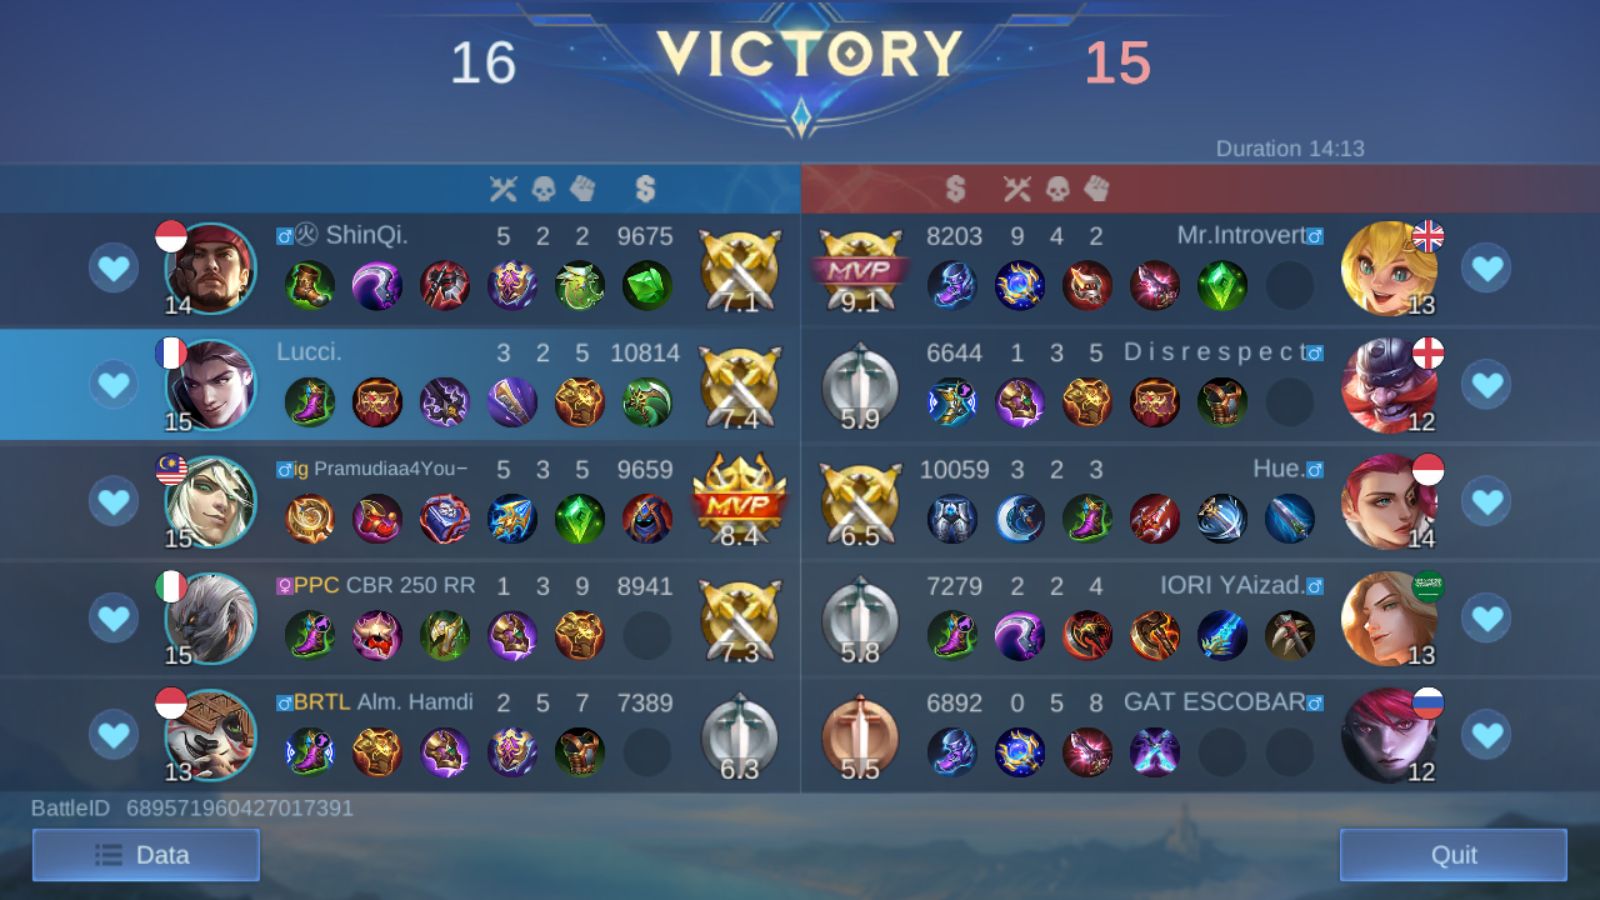 VICTORY
16
15
Duration 14:13
火 ShinQi. 5 2 2 9675
14
7.1
MVP
9.1
8203 9 4 2 Mr.Introvert
13
Lucci. 3 2 5 10814
15
7.4
5.9
6644 1 3 5 Disrespect
12
ig Pramudiaa4You~ 5 3 5 9659
15
MVP
8.4
6.5
10059 3 2 3 Hue.
14
PPC CBR 250 RR 1 3 9 8941
15
7.3
5.8
7279 2 2 4 IORI YAizad.
13
BRTL Alm. Hamdi 2 5 7 7389
13
6.3
5.5
6892 0 5 8 GAT ESCOBAR
12
BattleID 689571960427017391
Data
Quit